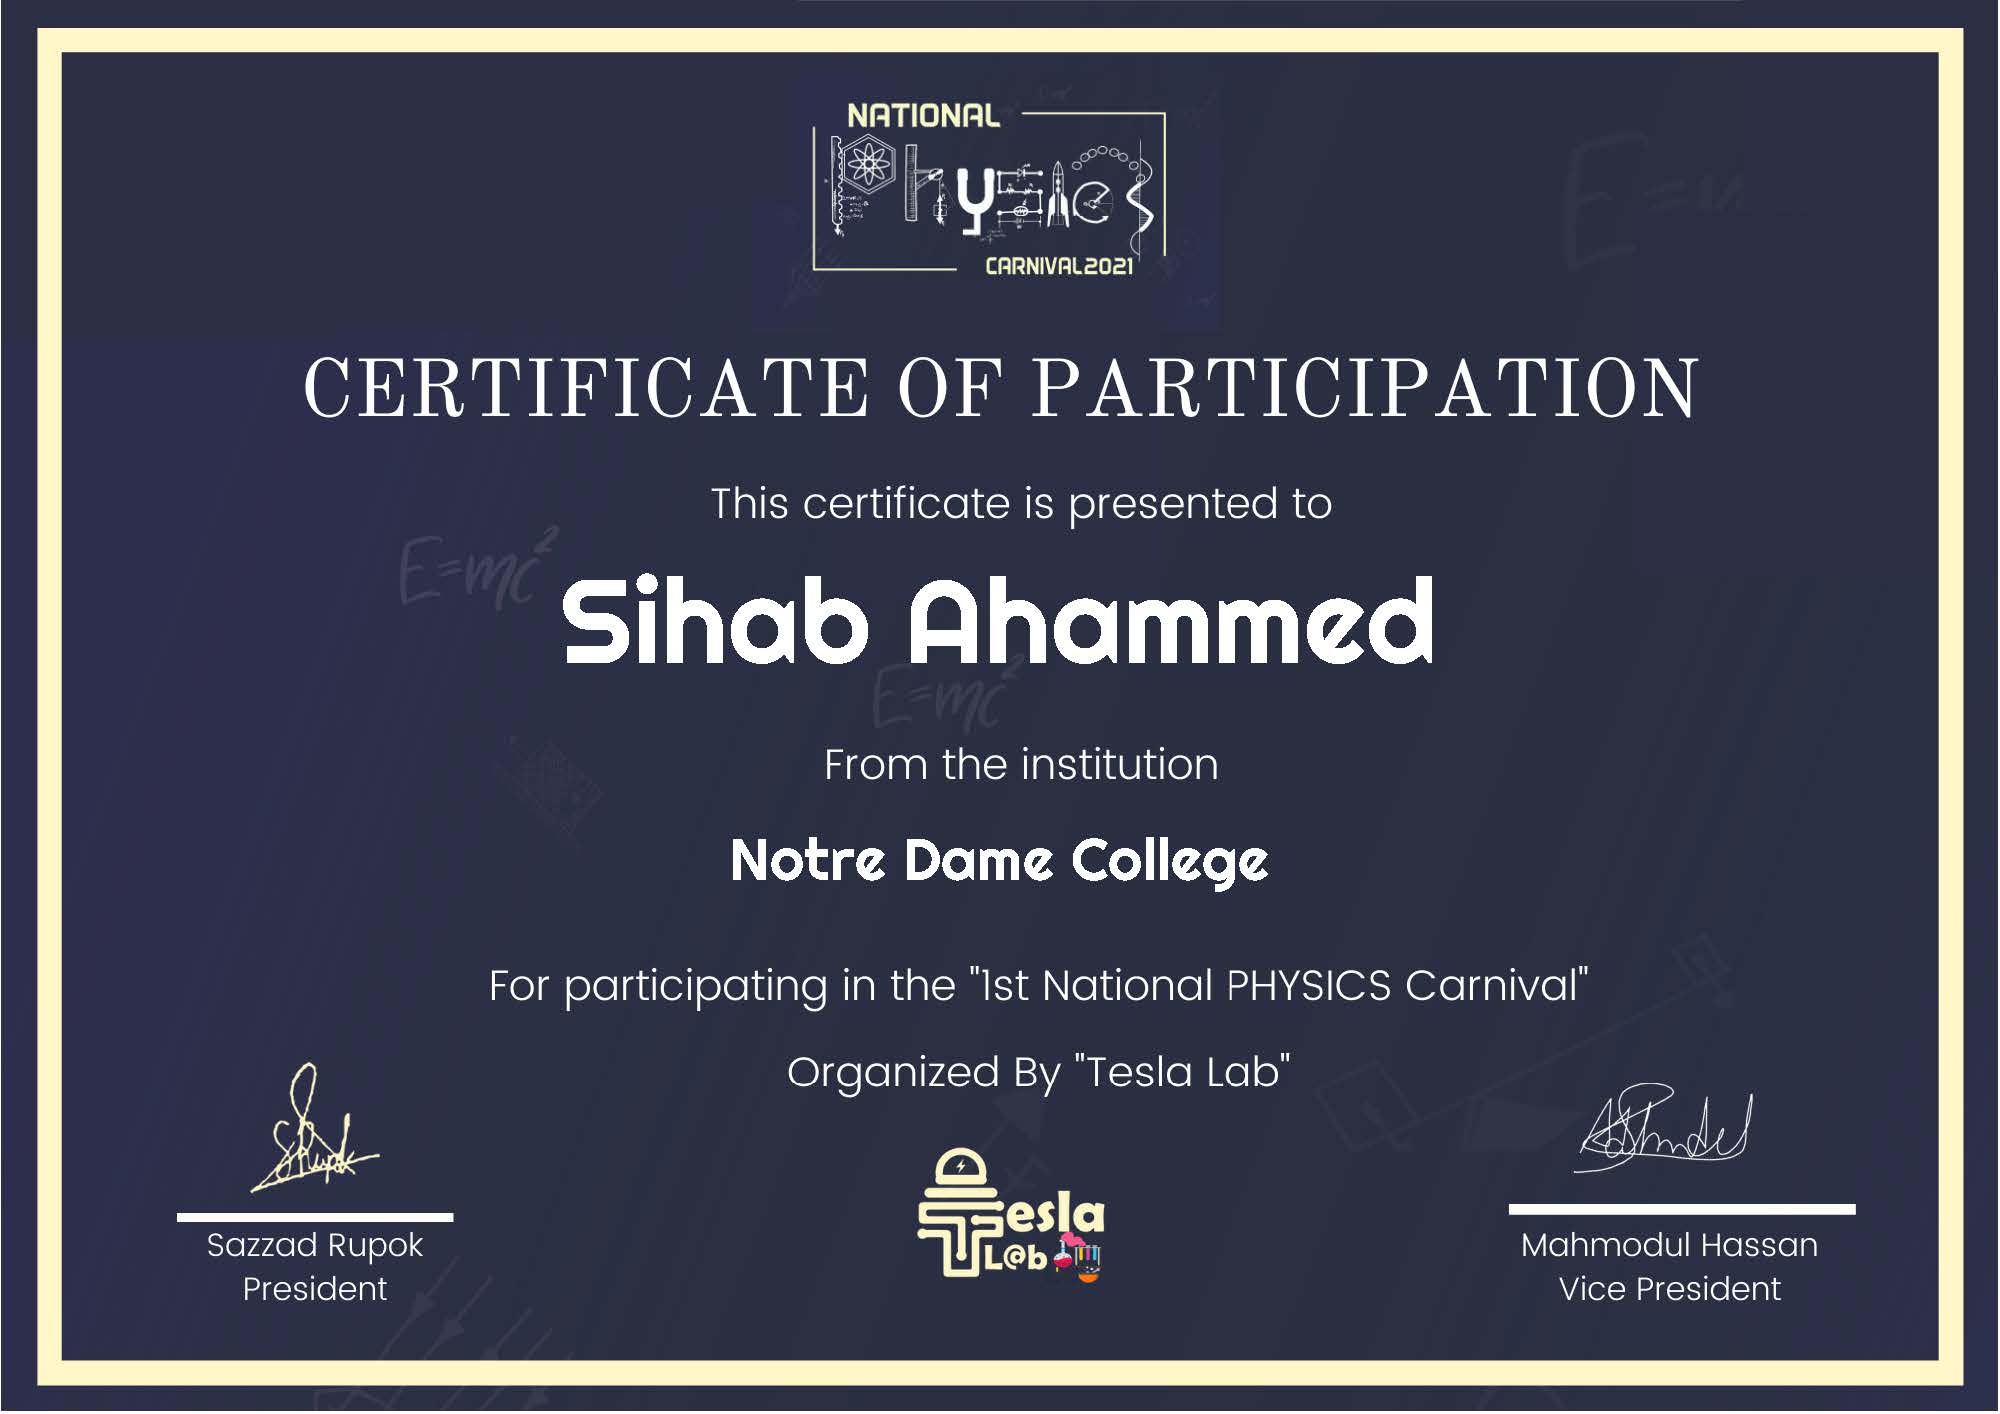 NATIONAL
Physics
CARNIVAL2021
CERTIFICATE OF PARTICIPATION
This certificate is presented to
E=mc²
Sihab Ahammed
E=mc²
From the institution
Notre Dame College
For participating in the "1st National PHYSICS Carnival"
Organized By "Tesla Lab"
Tesla
L@b
Sazzad Rupok
President
Mahmodul Hassan
Vice President